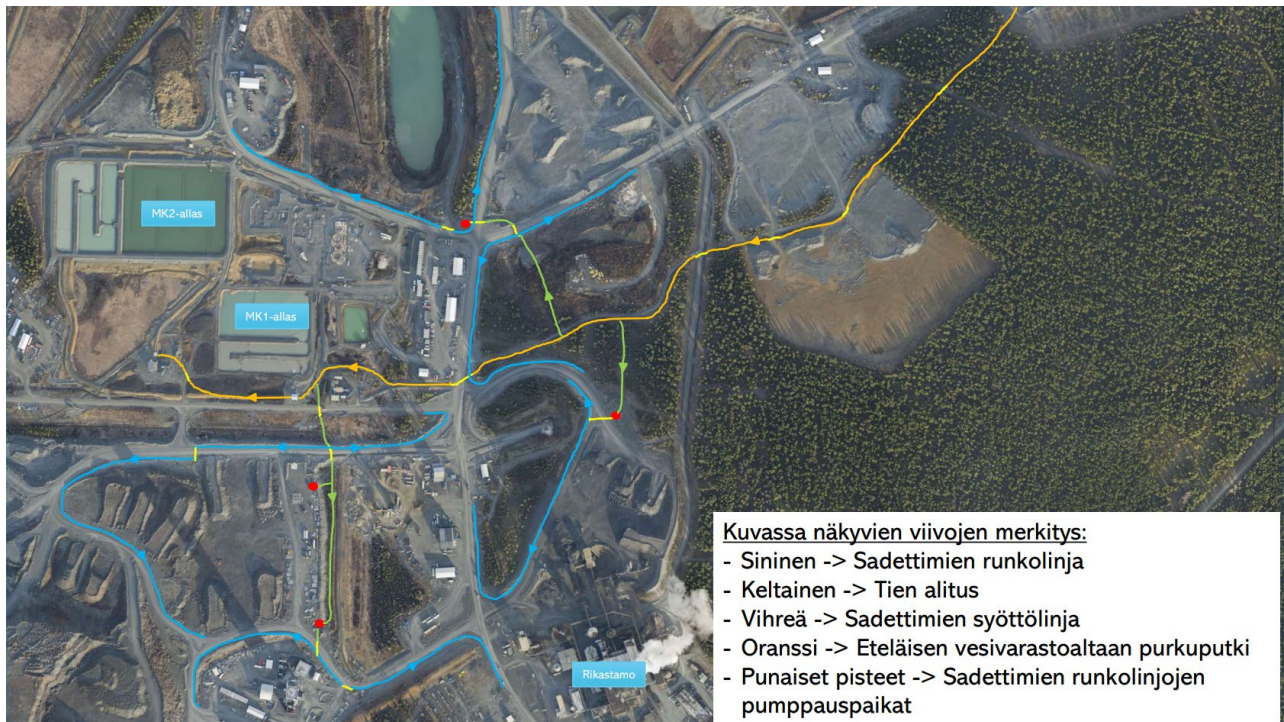 MK2-allas
MK1-allas
Rikastamo
Kuvassa näkyvien viivojen merkitys:
- Sininen -> Sadettimien runkolinja
- Keltainen -> Tien alitus
- Vihreä -> Sadettimien syöttölinja
- Oranssi -> Eteläisen vesivarastoaltaan purkuputki
- Punaiset pisteet -> Sadettimien runkolinjojen
pumppauspaikat